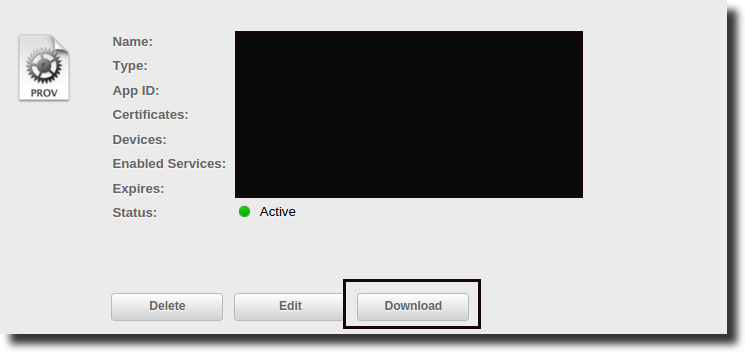 PROV
Name:
Type:
App ID:
Certificates:
Devices:
Enabled Services:
Expires:
Status: Active
Delete Edit Download